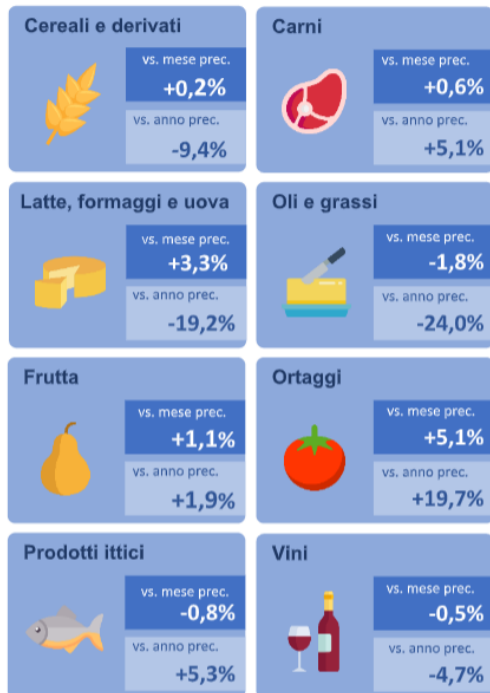 Cereali e derivati
vs. mese prec.
+0,2%
vs. anno prec.
-9,4%
Carni
vs. mese prec.
+0,6%
vs. anno prec.
+5,1%
Latte, formaggi e uova
vs. mese prec.
+3,3%
vs. anno prec.
-19,2%
Oli e grassi
vs. mese prec.
-1,8%
vs. anno prec.
-24,0%
Frutta
vs. mese prec.
+1,1%
vs. anno prec.
+1,9%
Ortaggi
vs. mese prec.
+5,1%
vs. anno prec.
+19,7%
Prodotti ittici
vs. mese prec.
-0,8%
vs. anno prec.
+5,3%
Vini
vs. mese prec.
-0,5%
vs. anno prec.
-4,7%